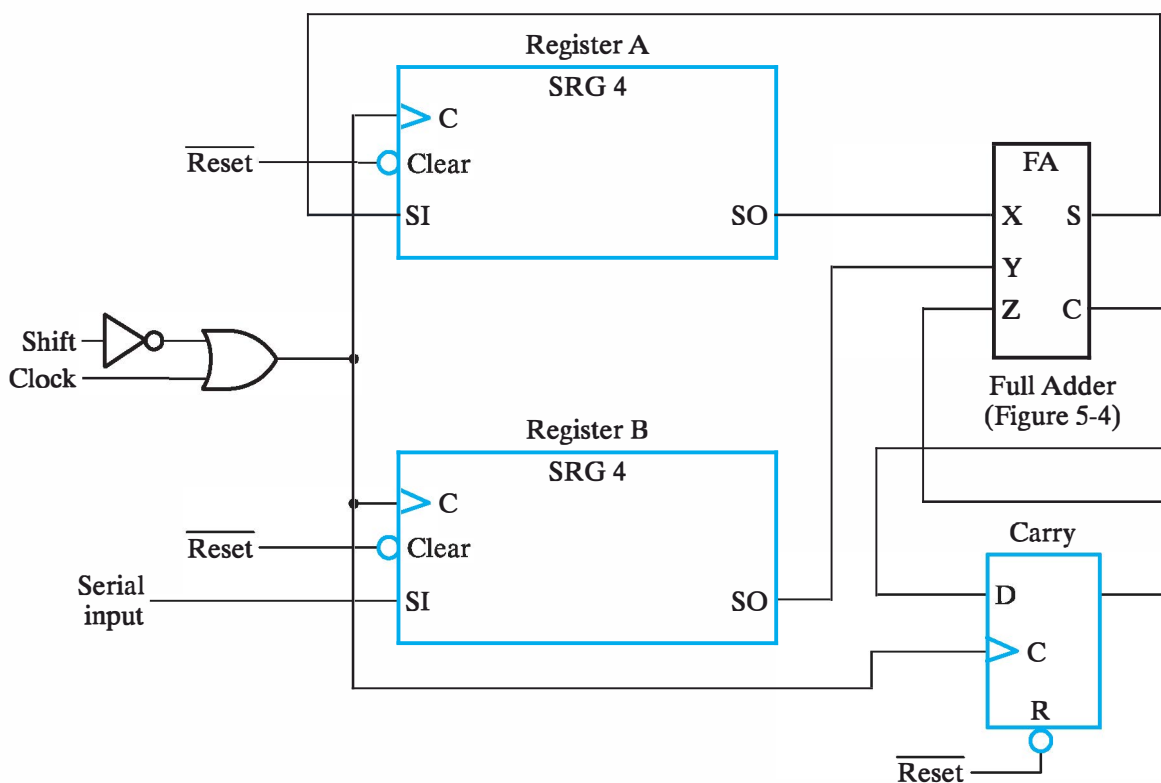 Register A
SRG 4
C
Reset
Clear
SI
SO
FA
X
S
Y
Z
C
Shift
Clock
Full Adder
(Figure 5-4)
Register B
SRG 4
C
Reset
Clear
Serial
input
SI
SO
Carry
D
C
R
Reset